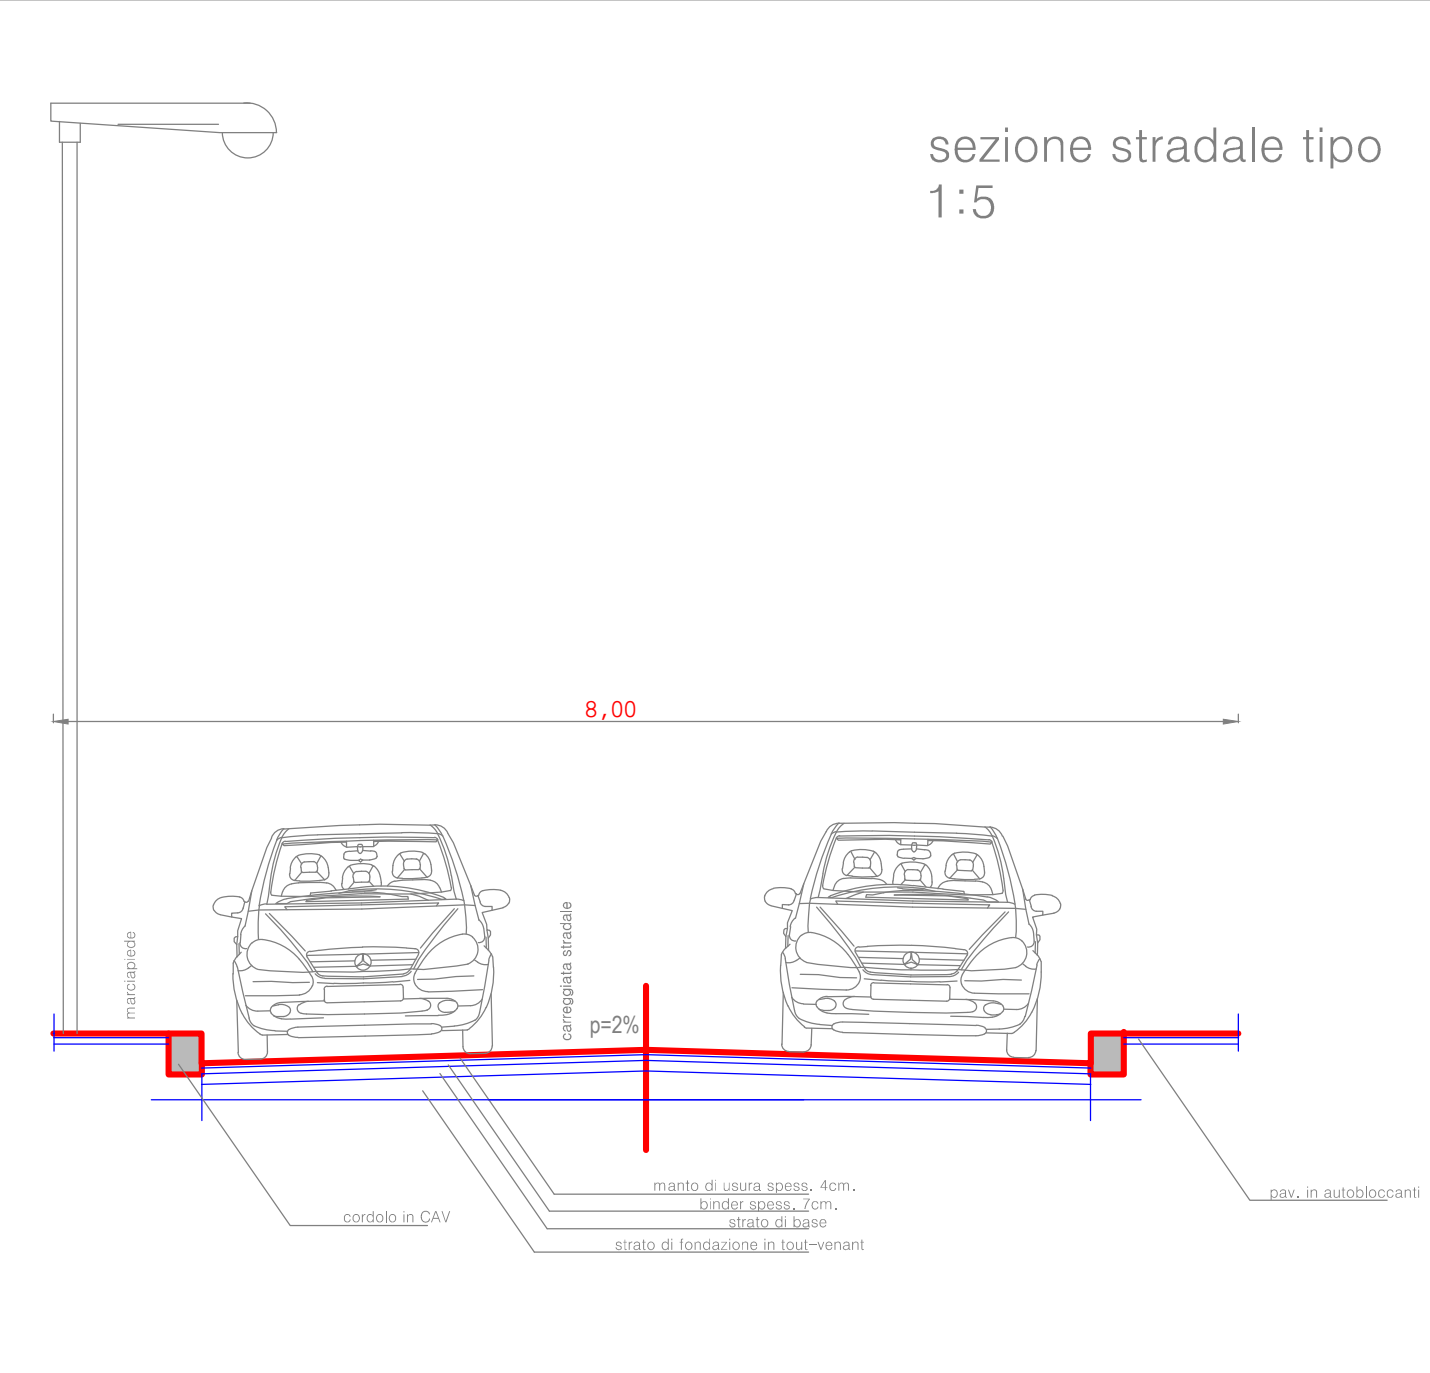 sezione stradale tipo
1:5
8,00
marciapiede
carreggiata stradale
p=2%
manto di usura spess. 4cm.
binder spess. 7cm.
strato di base
strato di fondazione in tout-venant
cordolo in CAV
pav. in autobloccanti